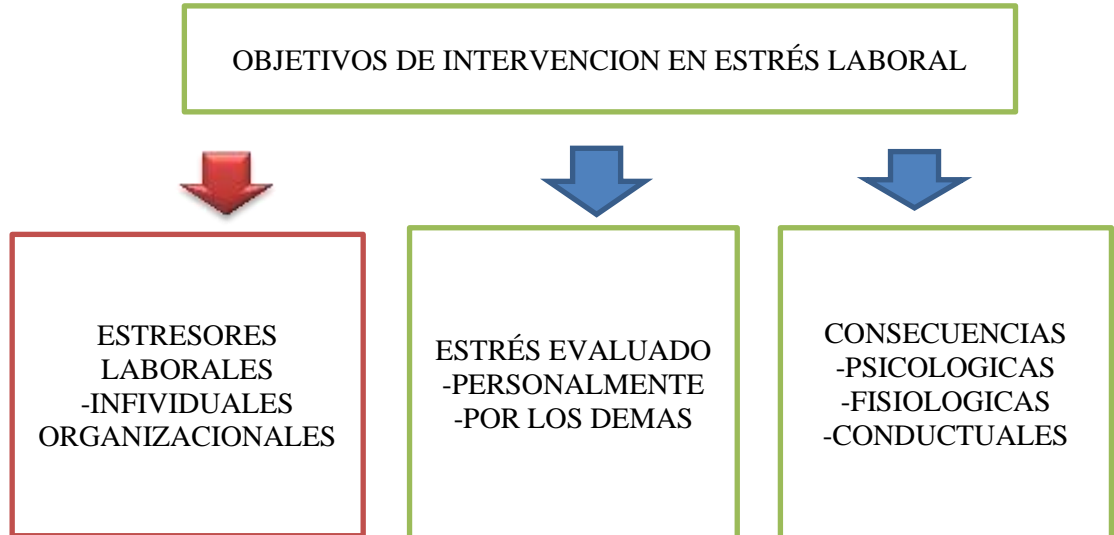 OBJETIVOS DE INTERVENCION EN ESTRÉS LABORAL
ESTRESORES
LABORALES
-INFIVIDUALES
ORGANIZACIONALES
ESTRÉS EVALUADO
-PERSONALMENTE
-POR LOS DEMAS
CONSECUENCIAS
-PSICOLOGICAS
-FISIOLOGICAS
-CONDUCTUALES